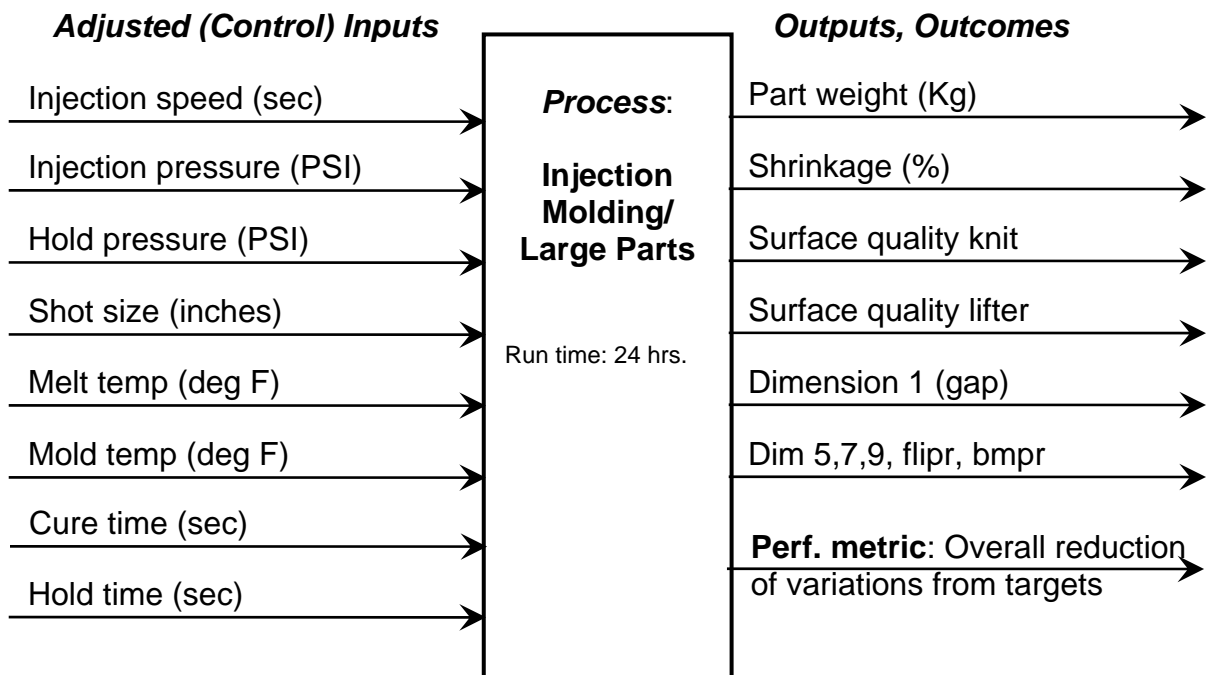 Adjusted (Control) Inputs
Injection speed (sec)
Injection pressure (PSI)
Hold pressure (PSI)
Shot size (inches)
Melt temp (deg F)
Mold temp (deg F)
Cure time (sec)
Hold time (sec)
Process:
Injection
Molding/
Large Parts
Run time: 24 hrs.
Outputs, Outcomes
Part weight (Kg)
Shrinkage (%)
Surface quality knit
Surface quality lifter
Dimension 1 (gap)
Dim 5,7,9, flipr, bmpr
Perf. metric: Overall reduction
of variations from targets